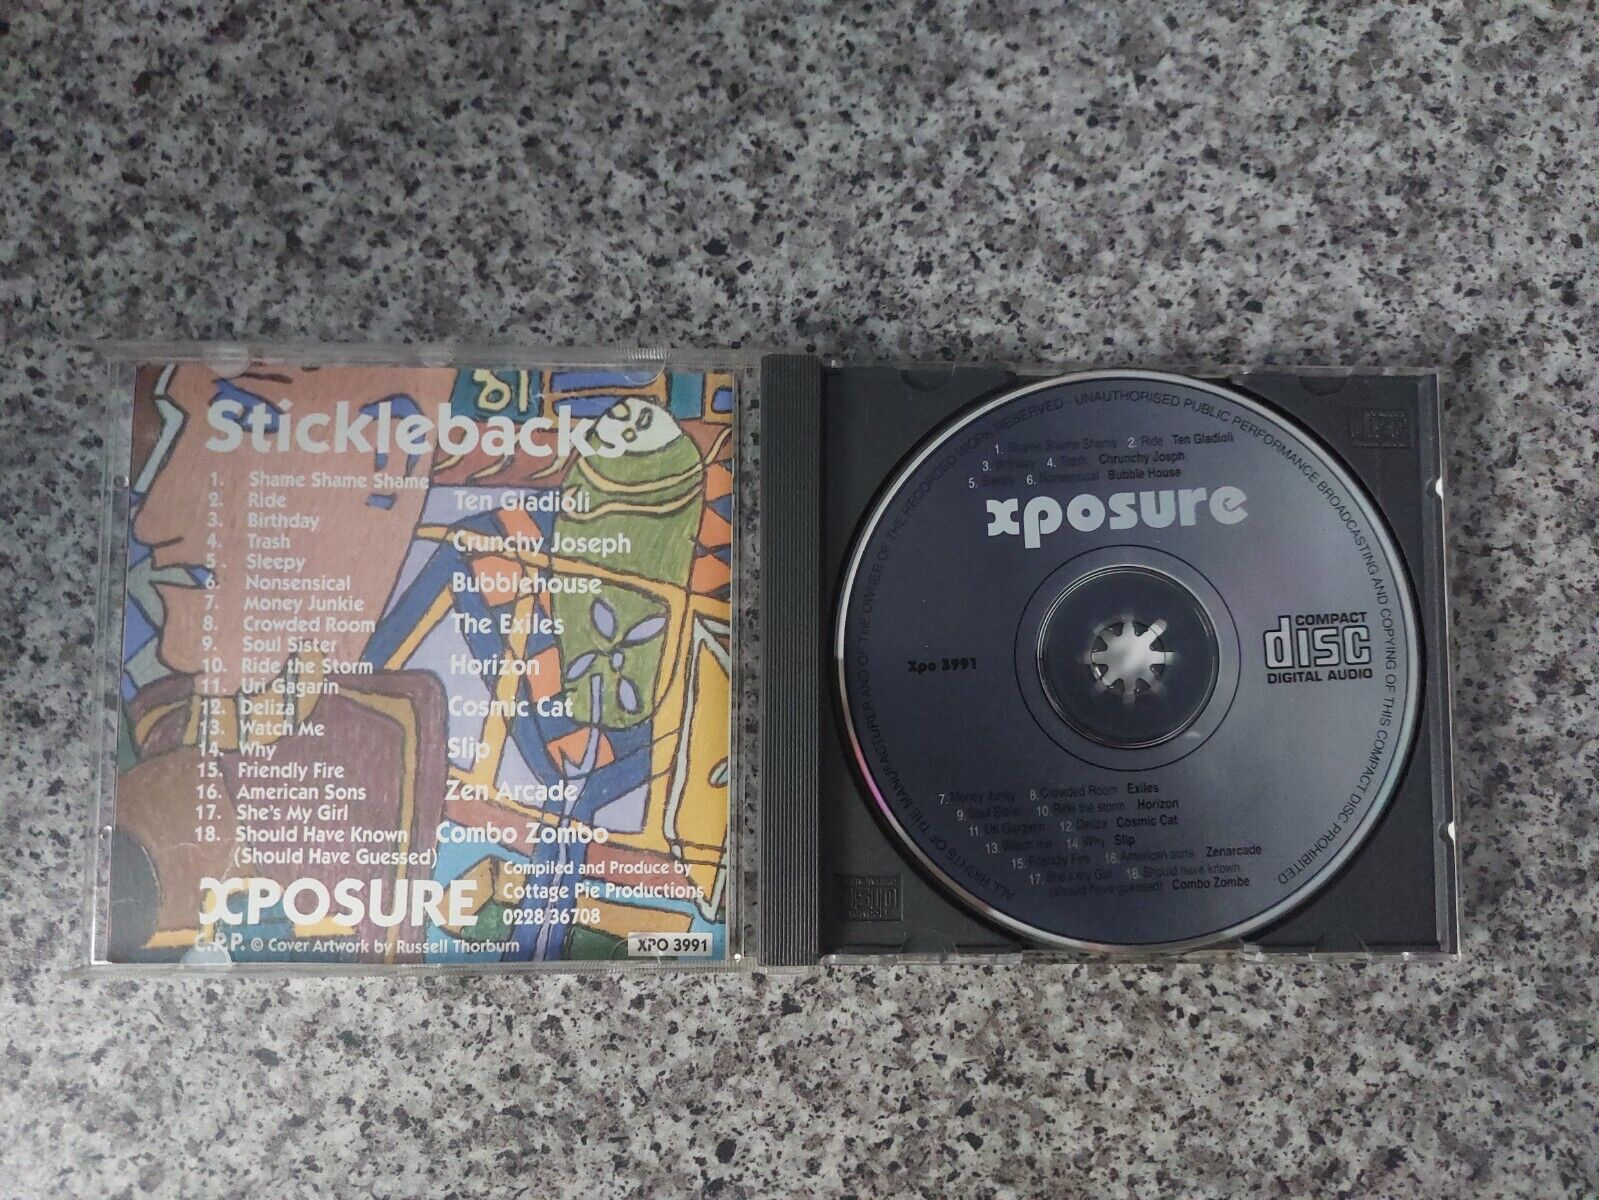 Sticklebacks
1. Shame Shame Shame
2. Ride Ten Gladioli
3. Birthday
4. Trash Crunchy Joseph
5. Sleepy
6. Nonsensical Bubblehouse
7. Money Junkie
8. Crowded Room The Exiles
9. Soul Sister
10. Ride the Storm Horizon
11. Uri Gagarin
12. Deliza Cosmic Cat
13. Watch Me
14. Why Slip
15. Friendly Fire
16. American Sons Zen Arcade
17. She's My Girl
18. Should Have Known Combo Zombo
(Should Have Guessed)
Compiled and Produce by
Cottage Pie Productions
0228 36708
XPOSURE
C.P.P. © Cover Artwork by Russell Thorburn
XPO 3991
ALL RIGHTS OF THE MANUFACTURER AND OF THE OWNER OF THE RECORDED WORK RESERVED - UNAUTHORISED PUBLIC PERFORMANCE BROADCASTING AND COPYING OF THIS COMPACT DISC PROHIBITED
1. Shame Shame Shame 2. Ride Ten Gladioli
3. Birthday 4. Trash Chrunchy Josph
5. Sleepy 6. Nonsensical Bubble House
xposure
Xpo 3991
COMPACT
disc
DIGITAL AUDIO
7. Money Junky 8. Crowded Room Exiles
9. Soul Sister 10. Ride the storm Horizon
11. Uri Gargarin 12. Deliza Cosmic Cat
13. Watch me 14. Why Slip
15. Friendly Fire 16. American sons Zenarcade
17. She's my Girl 18. Should have known
(should have guessed) Combo Zombe